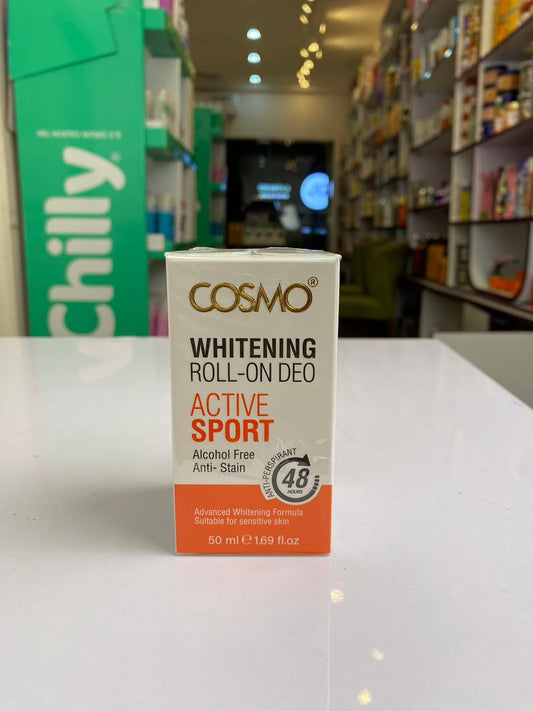 COSMO®
WHITENING
ROLL-ON DEO
ACTIVE
SPORT
Alcohol Free
Anti- Stain
ANTI-PERSPIRANT
48
HOURS
Advanced Whitening Formula
Suitable for sensitive skin
50 ml ℮ 1.69 fl.oz
Chilly®